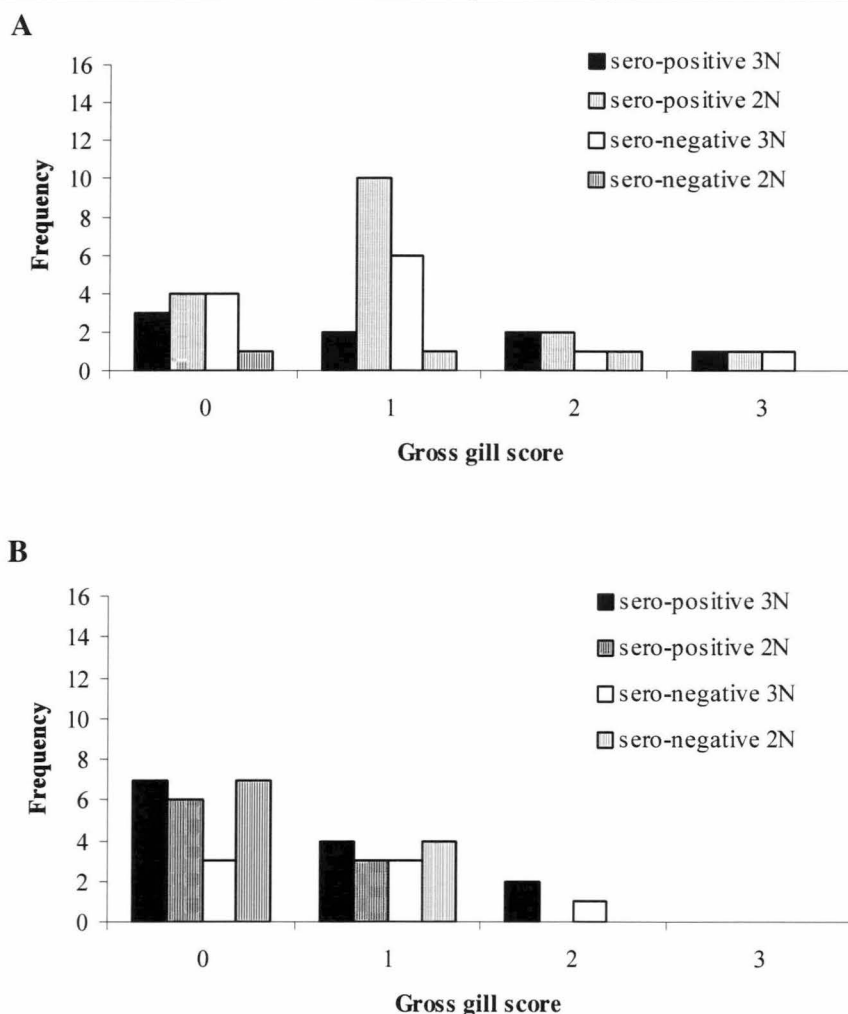 A
16
14
12
10
8
6
4
2
0
Frequency
sero-positive 3N
sero-positive 2N
sero-negative 3N
sero-negative 2N
0 1 2 3
Gross gill score
B
16
14
12
10
8
6
4
2
0
Frequency
sero-positive 3N
sero-positive 2N
sero-negative 3N
sero-negative 2N
0 1 2 3
Gross gill score